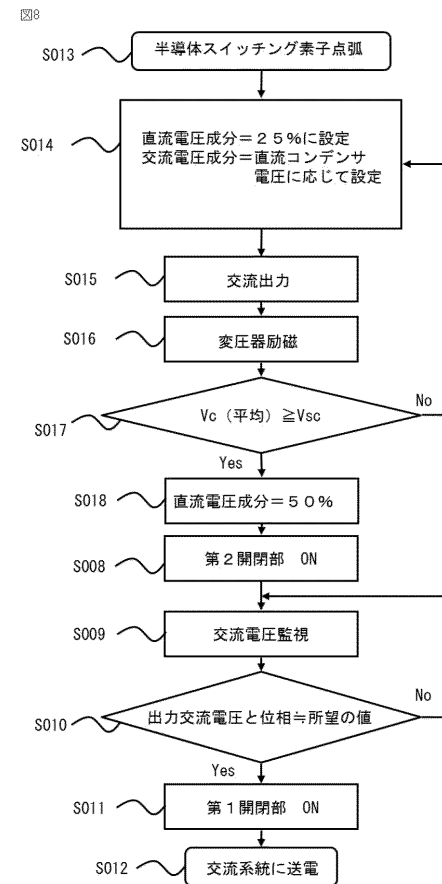 図8
S013
半導体スイッチング素子点弧
S014
直流電圧成分＝２５％に設定
交流電圧成分＝直流コンデンサ
電圧に応じて設定
S015
交流出力
S016
変圧器励磁
S017
Vc（平均）≧Vsc
No
Yes
S018
直流電圧成分＝５０％
S008
第２開閉部 ON
S009
交流電圧監視
S010
出力交流電圧と位相≒所望の値
No
Yes
S011
第１開閉部 ON
S012
交流系統に送電